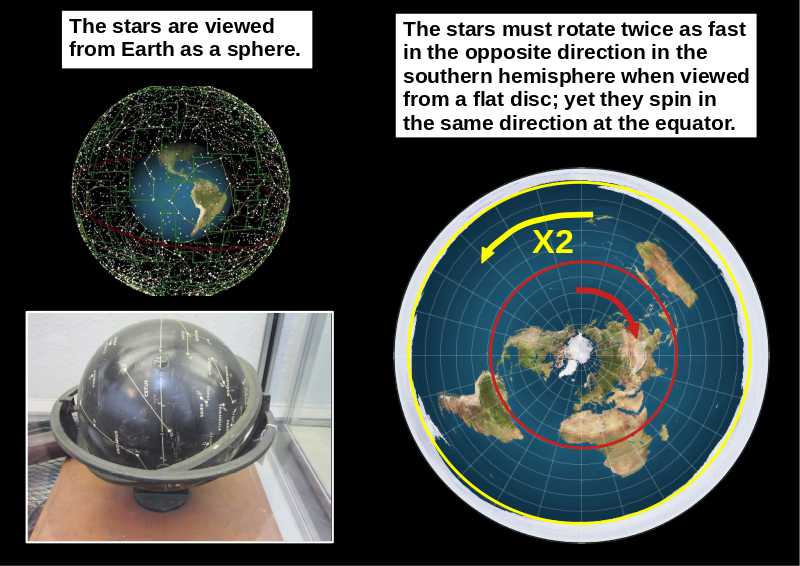 The stars are viewed
from Earth as a sphere.
The stars must rotate twice as fast
in the opposite direction in the
southern hemisphere when viewed
from a flat disc; yet they spin in
the same direction at the equator.
X2
CETUS